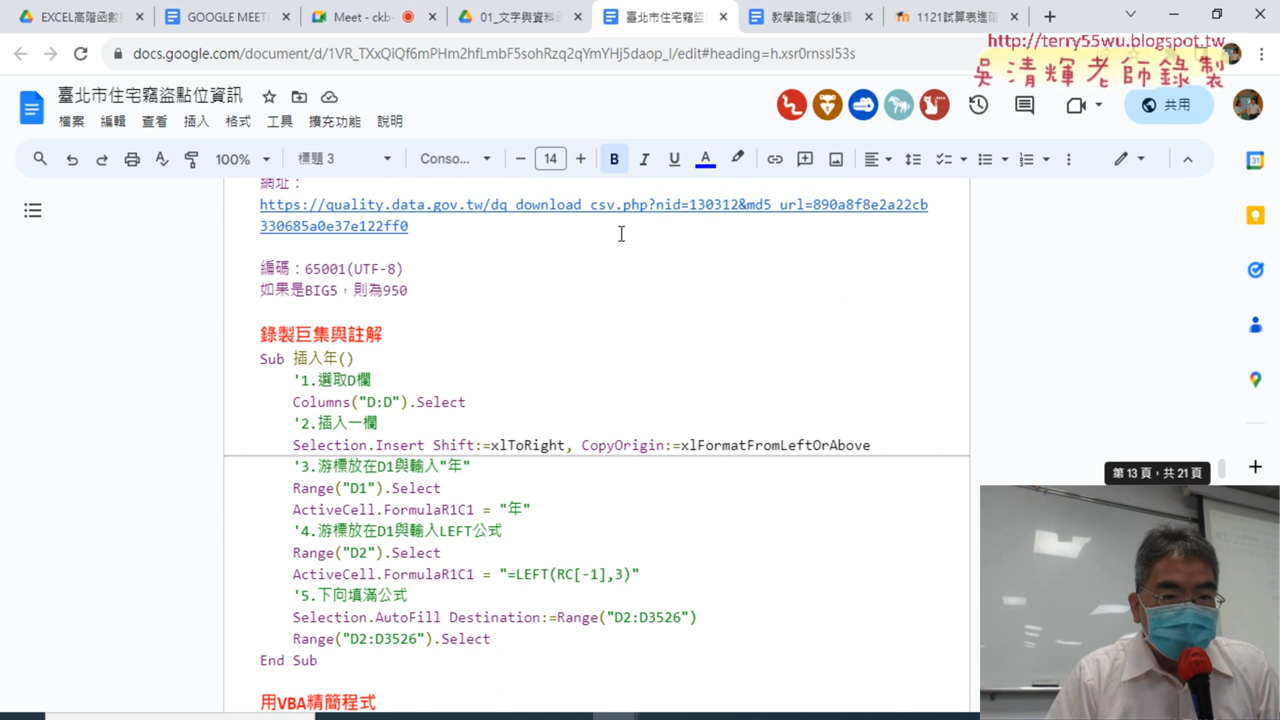 EXCEL高階函數
GOOGLE MEET
Meet - ckb
01_文字與資料
臺北市住宅竊盜
教學論壇(之後課
1121試算表進階
docs.google.com/document/d/1VR_TXxQiQf6mPHm2hfLmbF5sohRzq2qYmYHj5daop_I/edit#heading=h.xsr0rnssl53s
http://terry55wu.blogspot.tw
吳清輝老師錄製
臺北市住宅竊盜點位資訊
檔案 編輯 查看 插入 格式 工具 擴充功能 說明
共用
100% 標題 3 Conso... 14 B I U A
網址：
https://quality.data.gov.tw/dq_download_csv.php?nid=130312&md5_url=890a8f8e2a22cb
330685a0e37e122ff0
編碼：65001(UTF-8)
如果是BIG5，則為950
錄製巨集與註解
Sub 插入年()
'1.選取D欄
Columns("D:D").Select
'2.插入一欄
Selection.Insert Shift:=xlToRight, CopyOrigin:=xlFormatFromLeftOrAbove
'3.游標放在D1與輸入"年"
Range("D1").Select
ActiveCell.FormulaR1C1 = "年"
'4.游標放在D1與輸入LEFT公式
Range("D2").Select
ActiveCell.FormulaR1C1 = "=LEFT(RC[-1],3)"
'5.下向填滿公式
Selection.AutoFill Destination:=Range("D2:D3526")
Range("D2:D3526").Select
End Sub
用VBA精簡程式
第 13 頁，共 21 頁